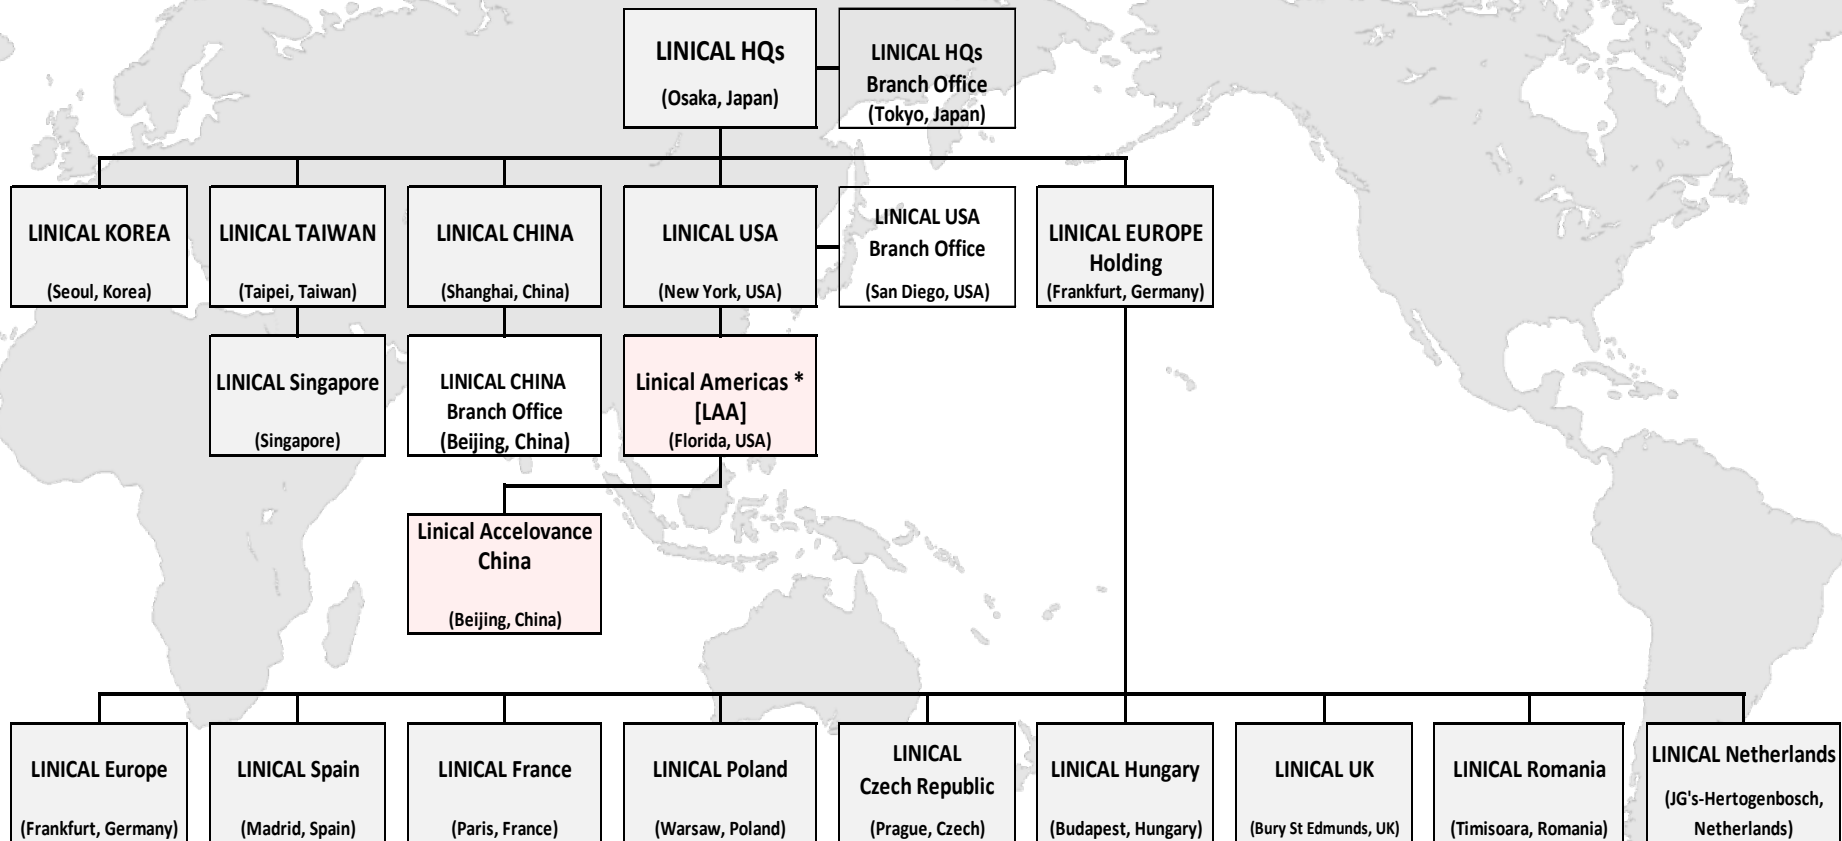 LINICAL HQs
(Osaka, Japan)
LINICAL HQs
Branch Office
(Tokyo, Japan)
LINICAL KOREA
(Seoul, Korea)
LINICAL TAIWAN
(Taipei, Taiwan)
LINICAL CHINA
(Shanghai, China)
LINICAL USA
(New York, USA)
LINICAL USA
Branch Office
(San Diego, USA)
LINICAL EUROPE
Holding
(Frankfurt, Germany)
LINICAL Singapore
(Singapore)
LINICAL CHINA
Branch Office
(Beijing, China)
Linical Americas *
[LAA]
(Florida, USA)
Linical Accelovance
China
(Beijing, China)
LINICAL Europe
(Frankfurt, Germany)
LINICAL Spain
(Madrid, Spain)
LINICAL France
(Paris, France)
LINICAL Poland
(Warsaw, Poland)
LINICAL
Czech Republic
(Prague, Czech)
LINICAL Hungary
(Budapest, Hungary)
LINICAL UK
(Bury St Edmunds, UK)
LINICAL Romania
(Timisoara, Romania)
LINICAL Netherlands
(JG's-Hertogenbosch,
Netherlands)